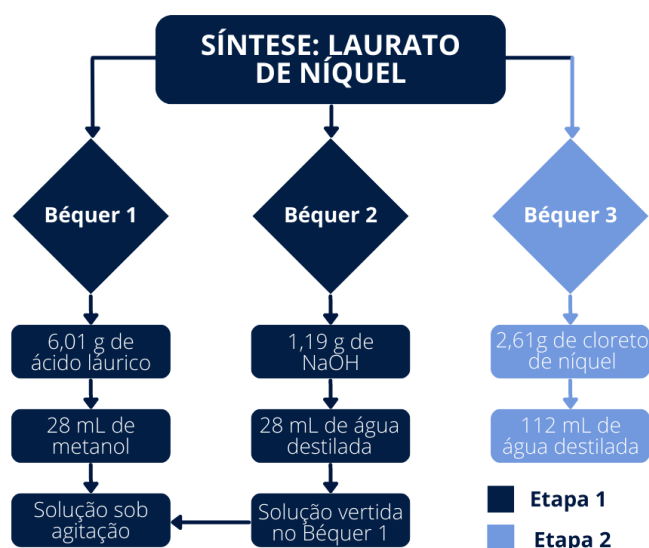 SÍNTESE: LAURATO
DE NÍQUEL
Béquer 1
Béquer 2
Béquer 3
6,01 g de
ácido láurico
1,19 g de
NaOH
2,61g de cloreto
de níquel
28 mL de
metanol
28 mL de água
destilada
112 mL de
água destilada
Solução sob
agitação
Solução vertida
no Béquer 1
Etapa 1
Etapa 2